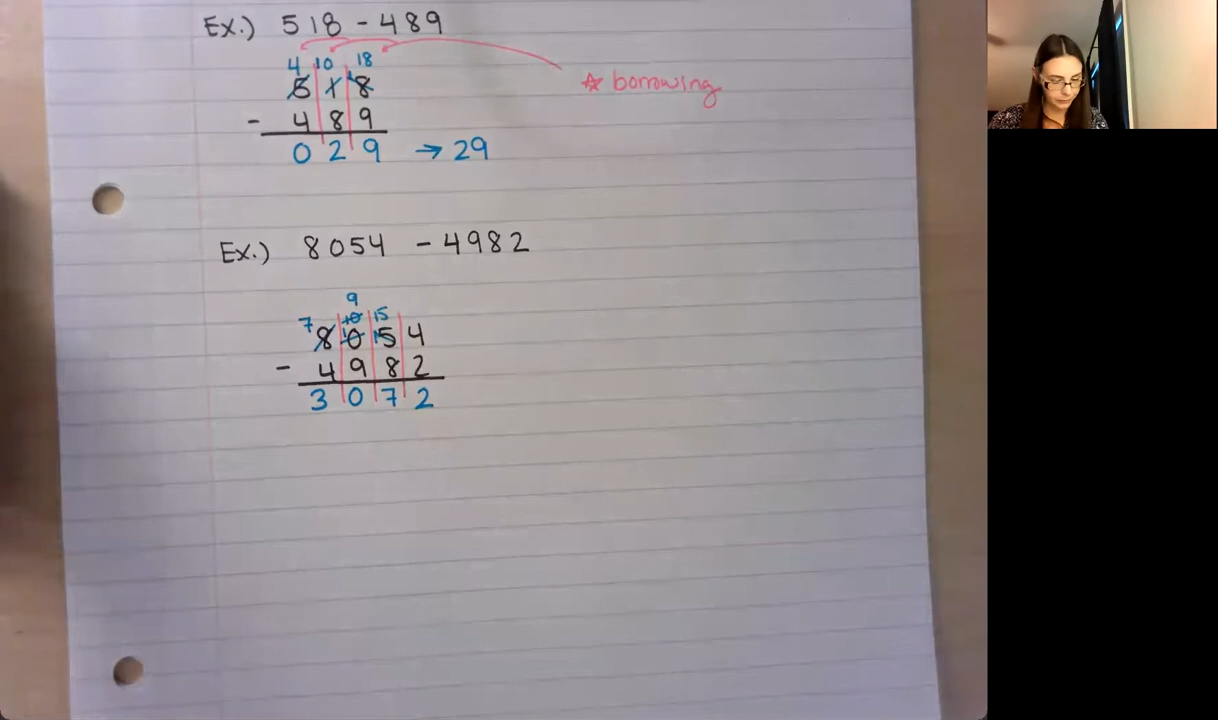 Ex.) 518 - 489
4 10 18
5 1 8 ☆ borrowing
- 4 8 9
0 2 9 → 29
Ex.) 8054 - 4982
9
7 10 15
8 0 5 4
- 4 9 8 2
3 0 7 2